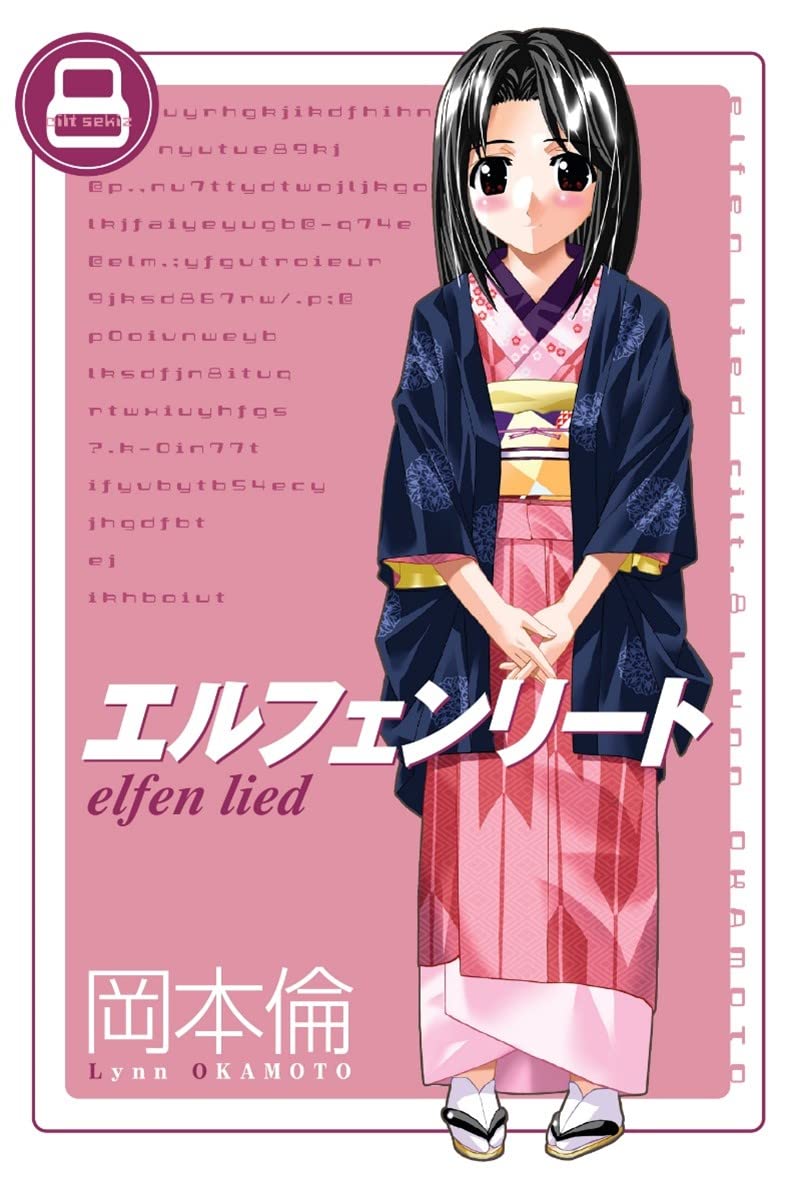 8
cilt sekiz
uyrhgkjikdfhihn
nyutue89kj
@p.,nu7ttydtwojljkgo
lkjfaiyeyugb@-q74e
@elm.;yfgutroieur
9jksd867rw/.p;@
p0oivnweyb
lksdfjn8ituq
rtwxiuyhfgs
?.k-0in77t
ifyvbytb54ecy
jhgdfbt
ej
ikhboiut
elfen lied cilt.8 Lynn OKAMOTO
エルフェンリート
elfen lied
岡本倫
Lynn OKAMOTO